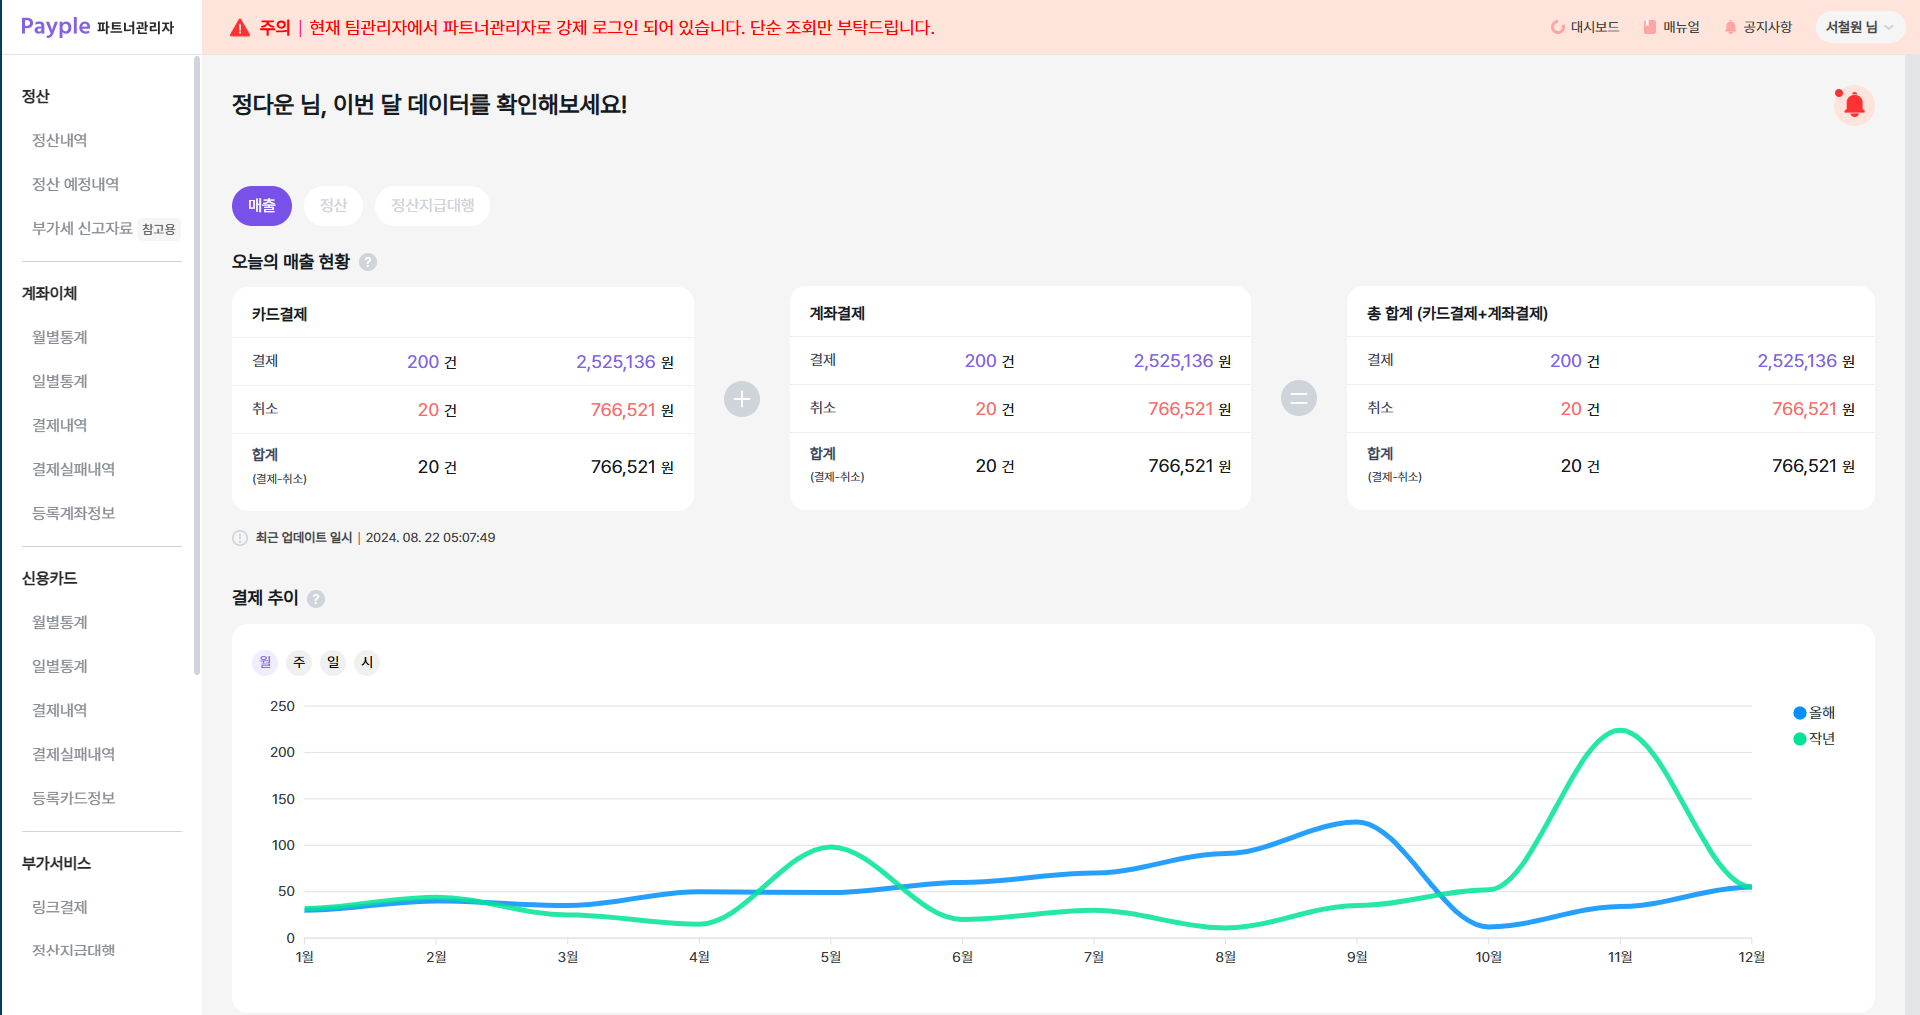 Payple 파트너관리자
주의 | 현재 팀관리자에서 파트너관리자로 강제 로그인 되어 있습니다. 단순 조회만 부탁드립니다.
대시보드 매뉴얼 공지사항 서철원 님
정산
정산내역
정산 예정내역
부가세 신고자료 참고용
계좌이체
월별통계
일별통계
결제내역
결제실패내역
등록계좌정보
신용카드
월별통계
일별통계
결제내역
결제실패내역
등록카드정보
부가서비스
링크결제
정산지급대행
정다운 님, 이번 달 데이터를 확인해보세요!
매출 정산 정산지급대행
오늘의 매출 현황 ?
카드결제
결제 200 건 2,525,136 원
취소 20 건 766,521 원
합계 20 건 766,521 원
(결제-취소)
계좌결제
결제 200 건 2,525,136 원
취소 20 건 766,521 원
합계 20 건 766,521 원
(결제-취소)
총 합계 (카드결제+계좌결제)
결제 200 건 2,525,136 원
취소 20 건 766,521 원
합계 20 건 766,521 원
(결제-취소)
최근 업데이트 일시 | 2024. 08. 22 05:07:49
결제 추이 ?
월 주 일 시
250
200
150
100
50
0
1월 2월 3월 4월 5월 6월 7월 8월 9월 10월 11월 12월
올해
작년